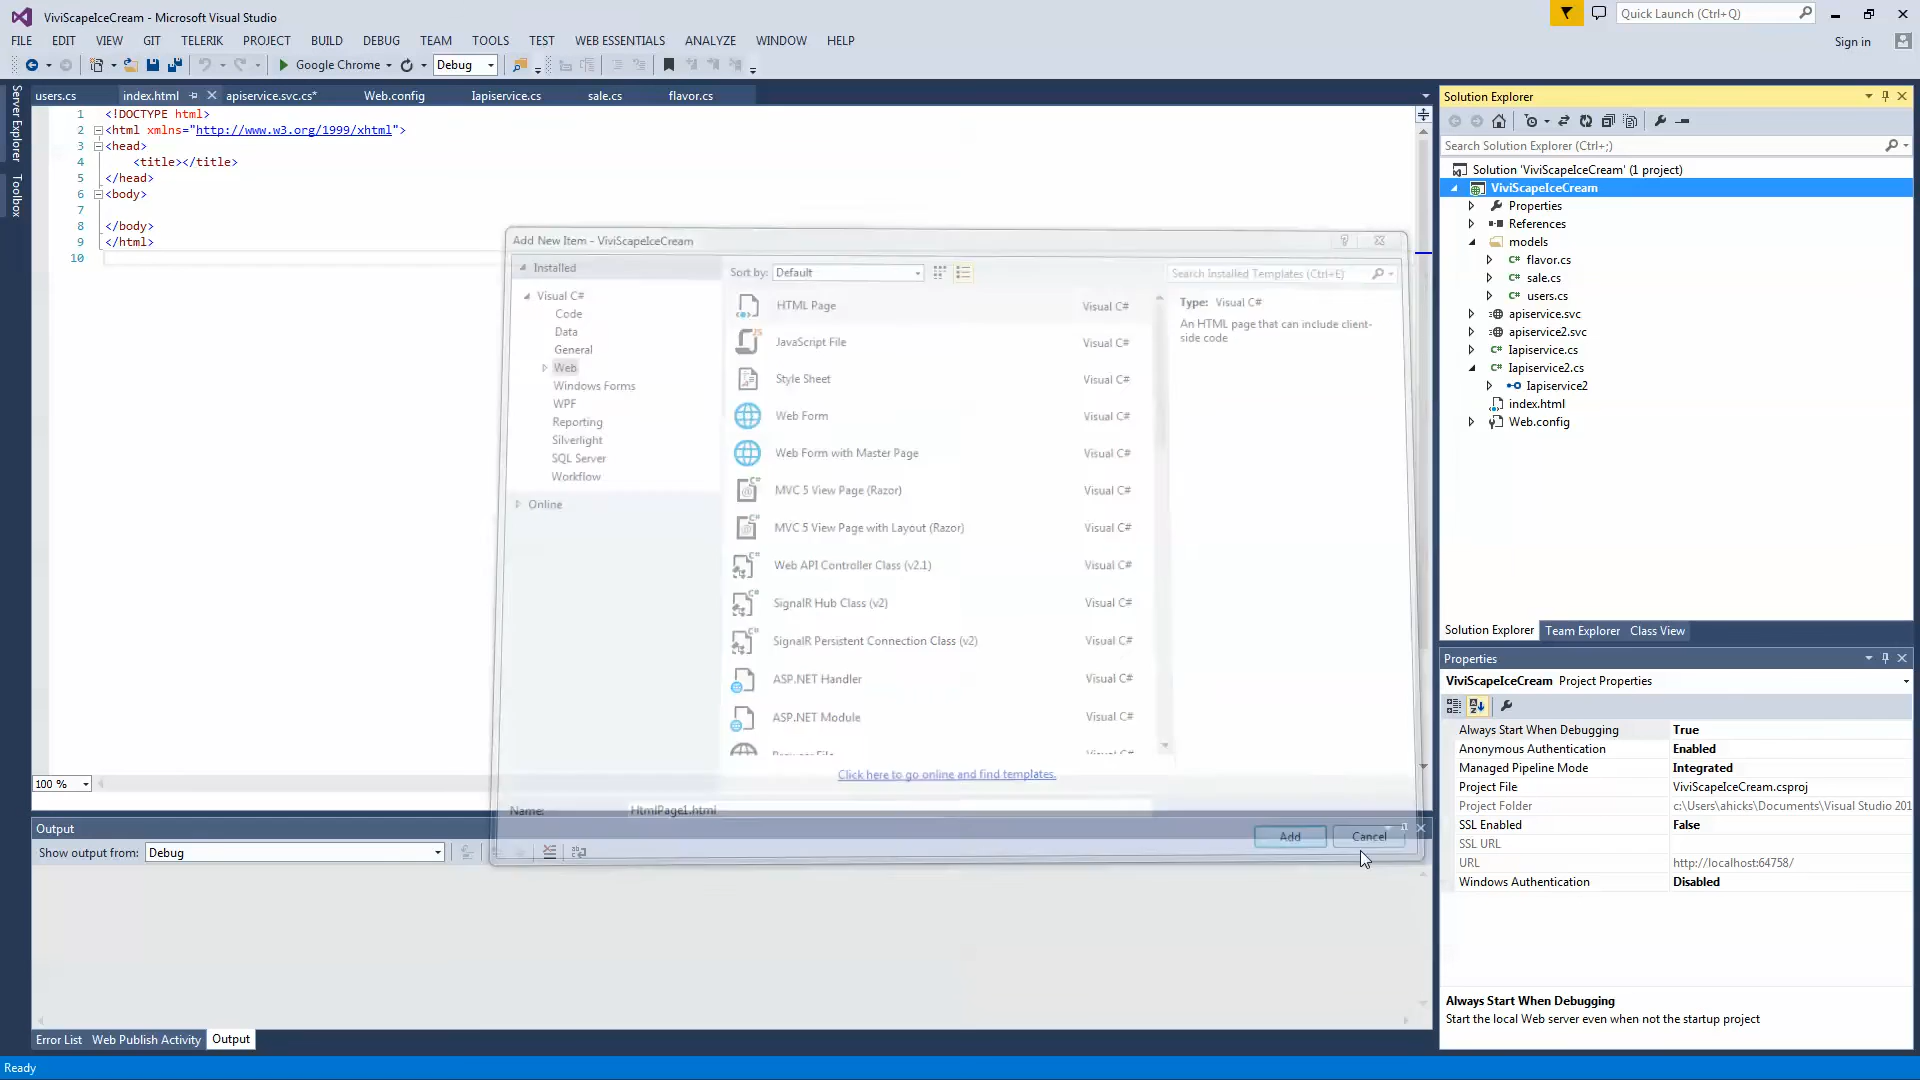 ViviScapeIceCream - Microsoft Visual Studio
Quick Launch (Ctrl+Q)
FILE EDIT VIEW GIT TELERIK PROJECT BUILD DEBUG TEAM TOOLS TEST WEB ESSENTIALS ANALYZE WINDOW HELP
Sign in
Google Chrome Debug
Server Explorer
Toolbox
users.cs index.html apiservice.svc.cs* Web.config Iapiservice.cs sale.cs flavor.cs
1 <!DOCTYPE html>
2 <html xmlns="http://www.w3.org/1999/xhtml">
3 <head>
4 <title></title>
5 </head>
6 <body>
7
8 </body>
9 </html>
10
100 %
Add New Item - ViviScapeIceCream
Installed
Visual C#
Code
Data
General
Web
Windows Forms
WPF
Reporting
Silverlight
SQL Server
Workflow
Online
Sort by: Default
Search Installed Templates (Ctrl+E)
HTML Page Visual C#
JavaScript File Visual C#
Style Sheet Visual C#
Web Form Visual C#
Web Form with Master Page Visual C#
MVC 5 View Page (Razor) Visual C#
MVC 5 View Page with Layout (Razor) Visual C#
Web API Controller Class (v2.1) Visual C#
SignalR Hub Class (v2) Visual C#
SignalR Persistent Connection Class (v2) Visual C#
ASP.NET Handler Visual C#
ASP.NET Module Visual C#
Type: Visual C#
An HTML page that can include client-
side code
Click here to go online and find templates.
Name: HtmlPage1.html
Add Cancel
Output
Show output from: Debug
Error List Web Publish Activity Output
Ready
Solution Explorer
Search Solution Explorer (Ctrl+;)
Solution 'ViviScapeIceCream' (1 project)
ViviScapeIceCream
Properties
References
models
flavor.cs
sale.cs
users.cs
apiservice.svc
apiservice2.svc
Iapiservice.cs
Iapiservice2.cs
Iapiservice2
index.html
Web.config
Solution Explorer Team Explorer Class View
Properties
ViviScapeIceCream Project Properties
Always Start When Debugging True
Anonymous Authentication Enabled
Managed Pipeline Mode Integrated
Project File ViviScapeIceCream.csproj
Project Folder c:\Users\ahicks\Documents\Visual Studio 201
SSL Enabled False
SSL URL
URL http://localhost:64758/
Windows Authentication Disabled
Always Start When Debugging
Start the local Web server even when not the startup project